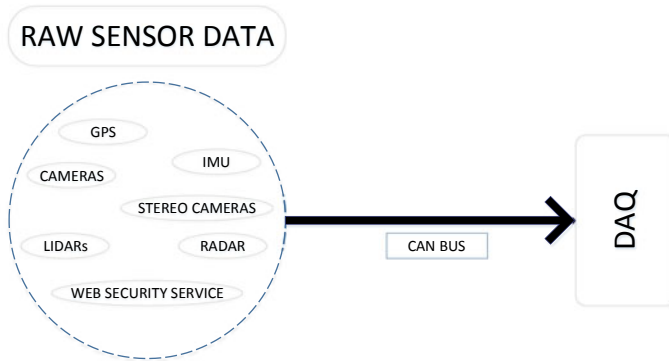 RAW SENSOR DATA
GPS
IMU
CAMERAS
STEREO CAMERAS
LIDARs
RADAR
WEB SECURITY SERVICE
CAN BUS
DAQ